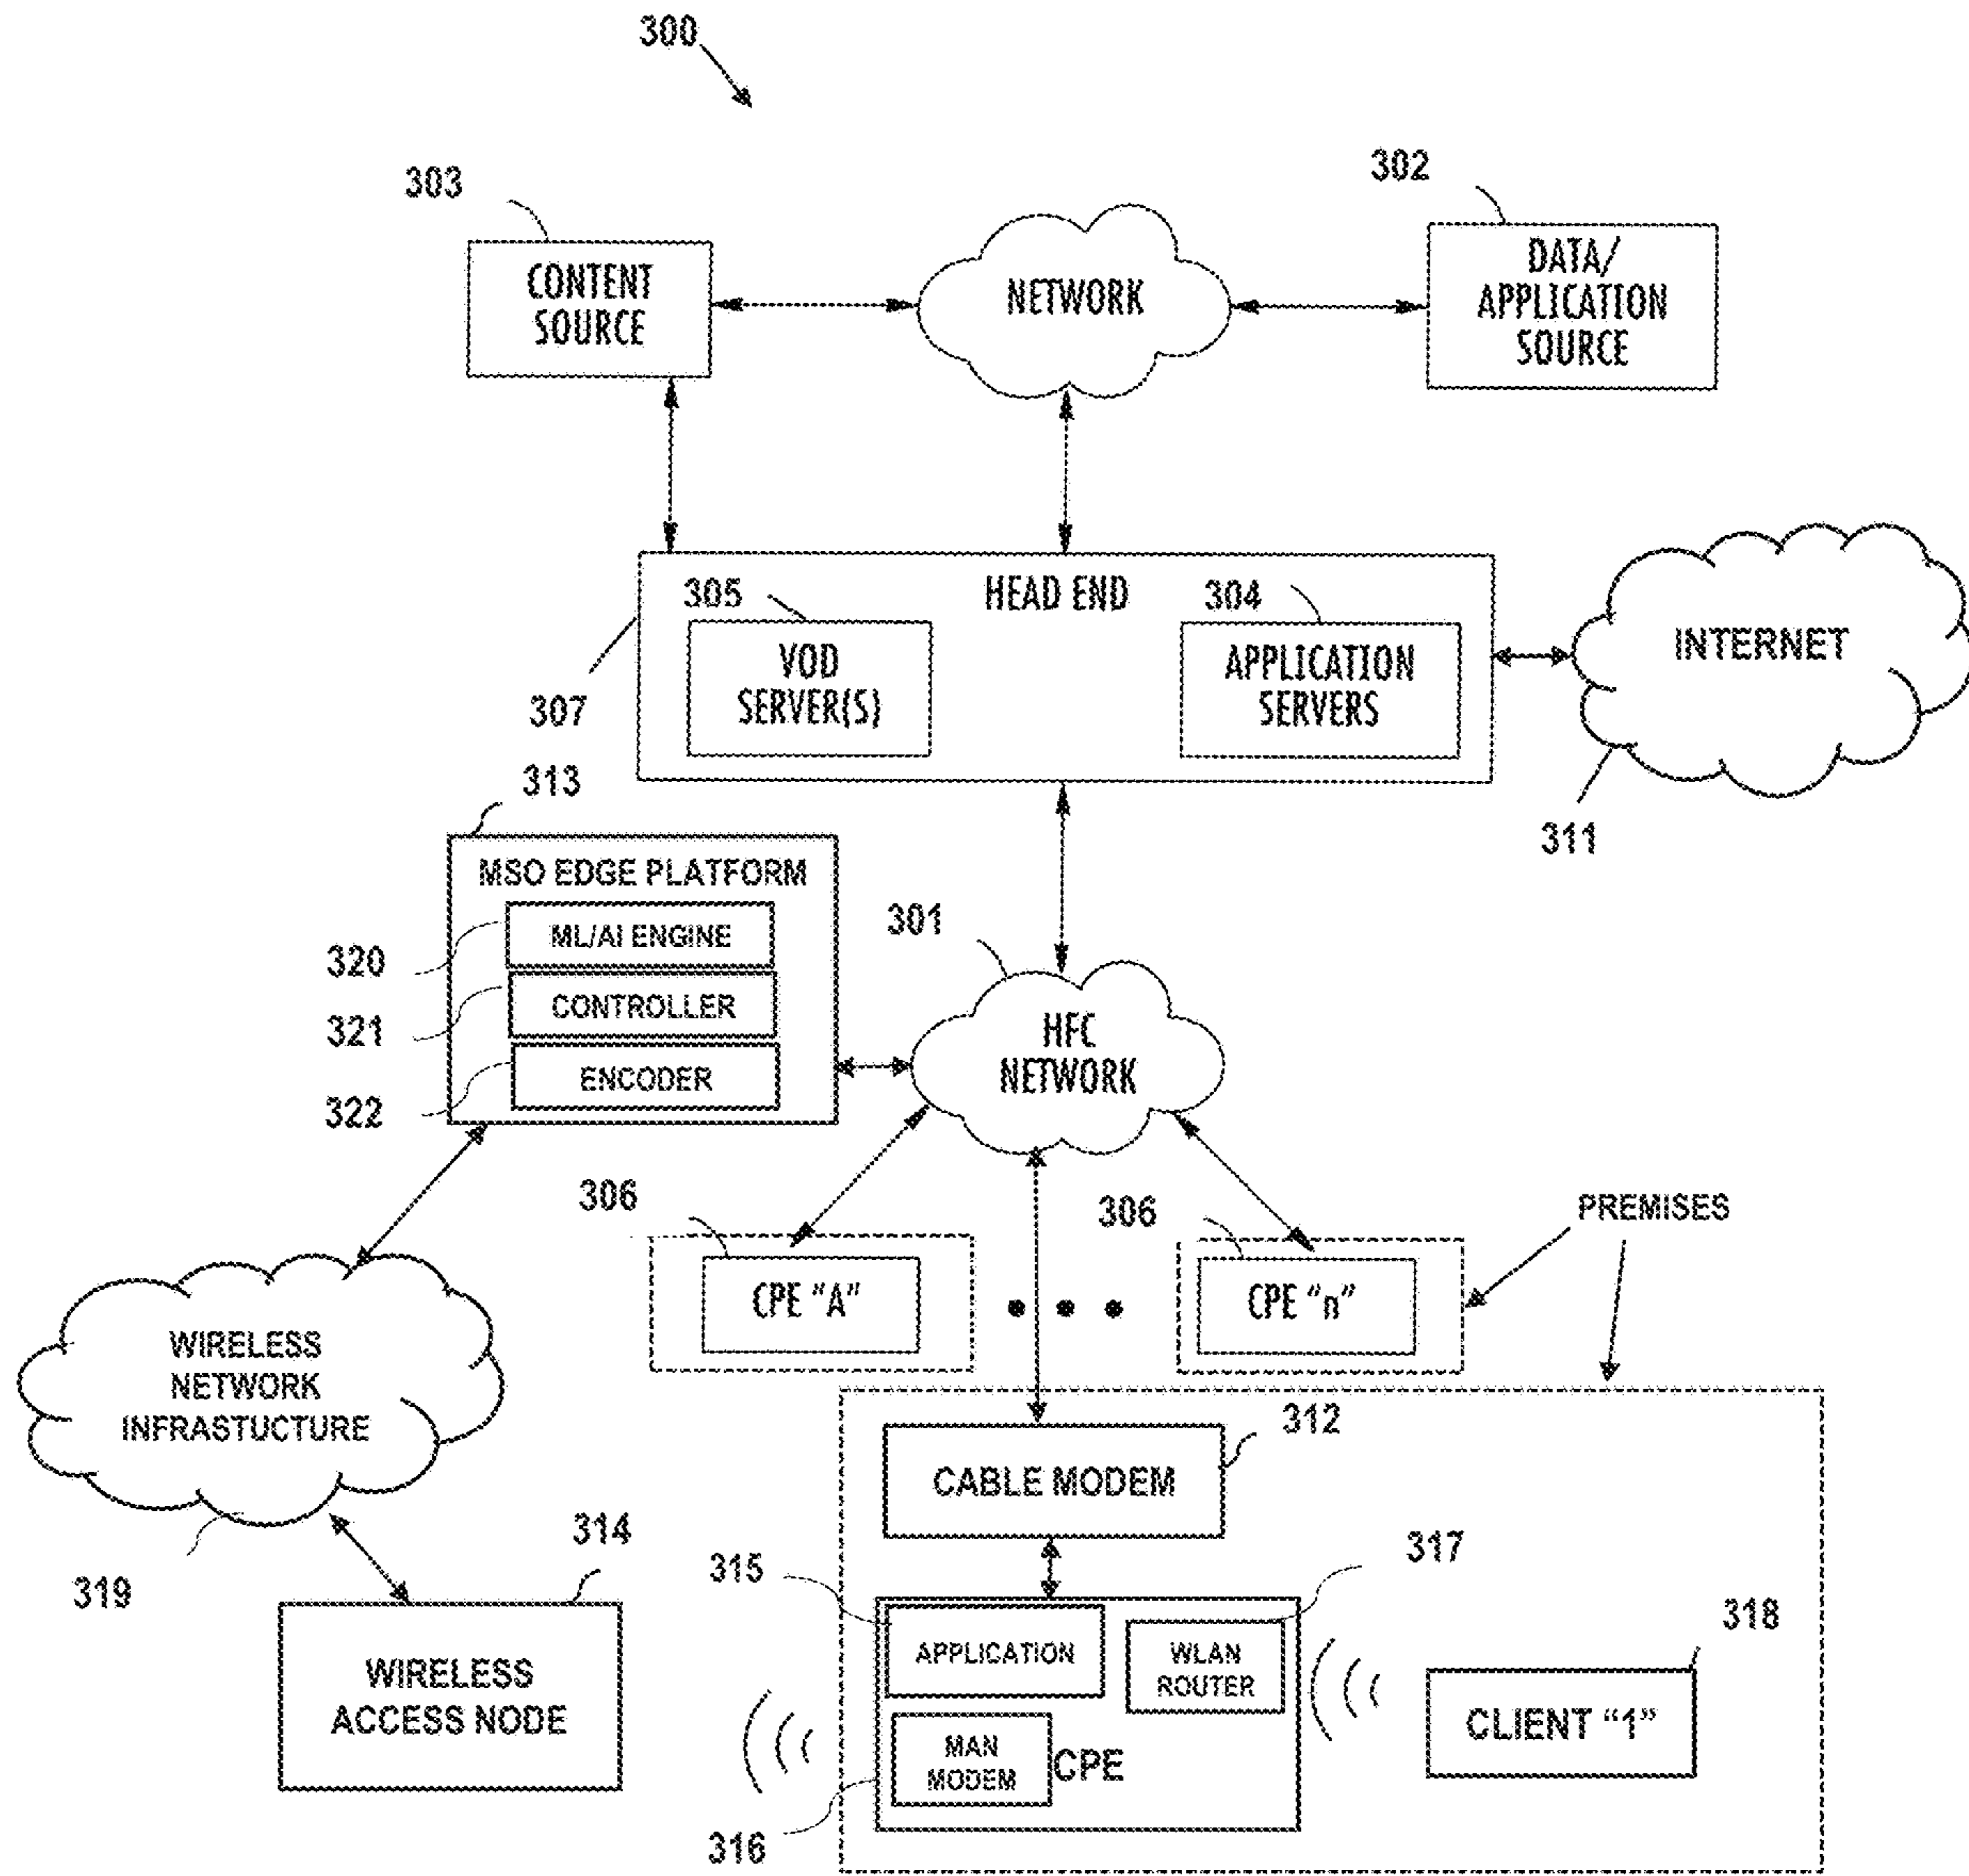 300
303
302
CONTENT
SOURCE
NETWORK
DATA/
APPLICATION
SOURCE
305
HEAD END
304
VOD
SERVER(S)
APPLICATION
SERVERS
INTERNET
307
311
313
MSO EDGE PLATFORM
ML/AI ENGINE
320
CONTROLLER
321
ENCODER
322
301
HFC
NETWORK
306
306
PREMISES
CPE "A"
• • •
CPE "n"
WIRELESS
NETWORK
INFRASTUCTURE
319
312
CABLE MODEM
314
WIRELESS
ACCESS NODE
315
317
APPLICATION
WLAN
ROUTER
318
CLIENT "1"
MAN
MODEM
CPE
316